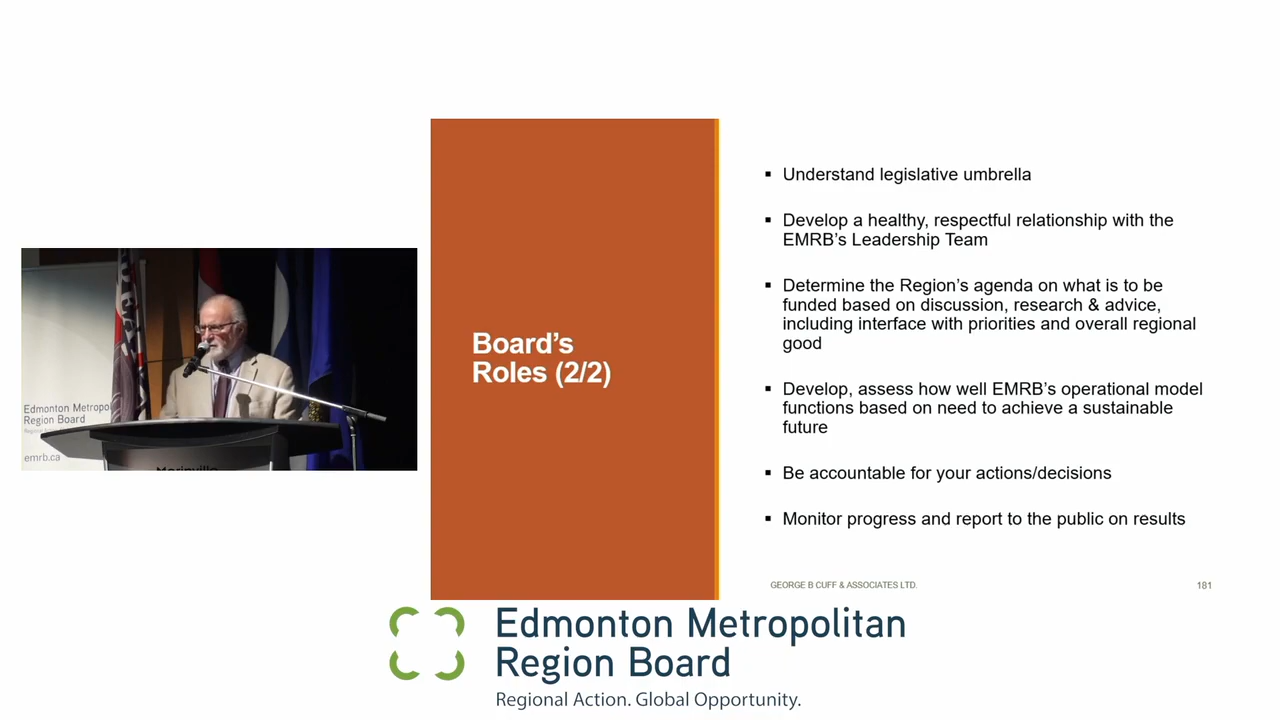 Board’s
Roles (2/2)
▪ Understand legislative umbrella
▪ Develop a healthy, respectful relationship with the
EMRB’s Leadership Team
▪ Determine the Region’s agenda on what is to be
funded based on discussion, research & advice,
including interface with priorities and overall regional
good
▪ Develop, assess how well EMRB’s operational model
functions based on need to achieve a sustainable
future
▪ Be accountable for your actions/decisions
▪ Monitor progress and report to the public on results
GEORGE B CUFF & ASSOCIATES LTD.
181
Edmonton Metropol
Region Board
emrb.ca
Morinville
Edmonton Metropolitan
Region Board
Regional Action. Global Opportunity.